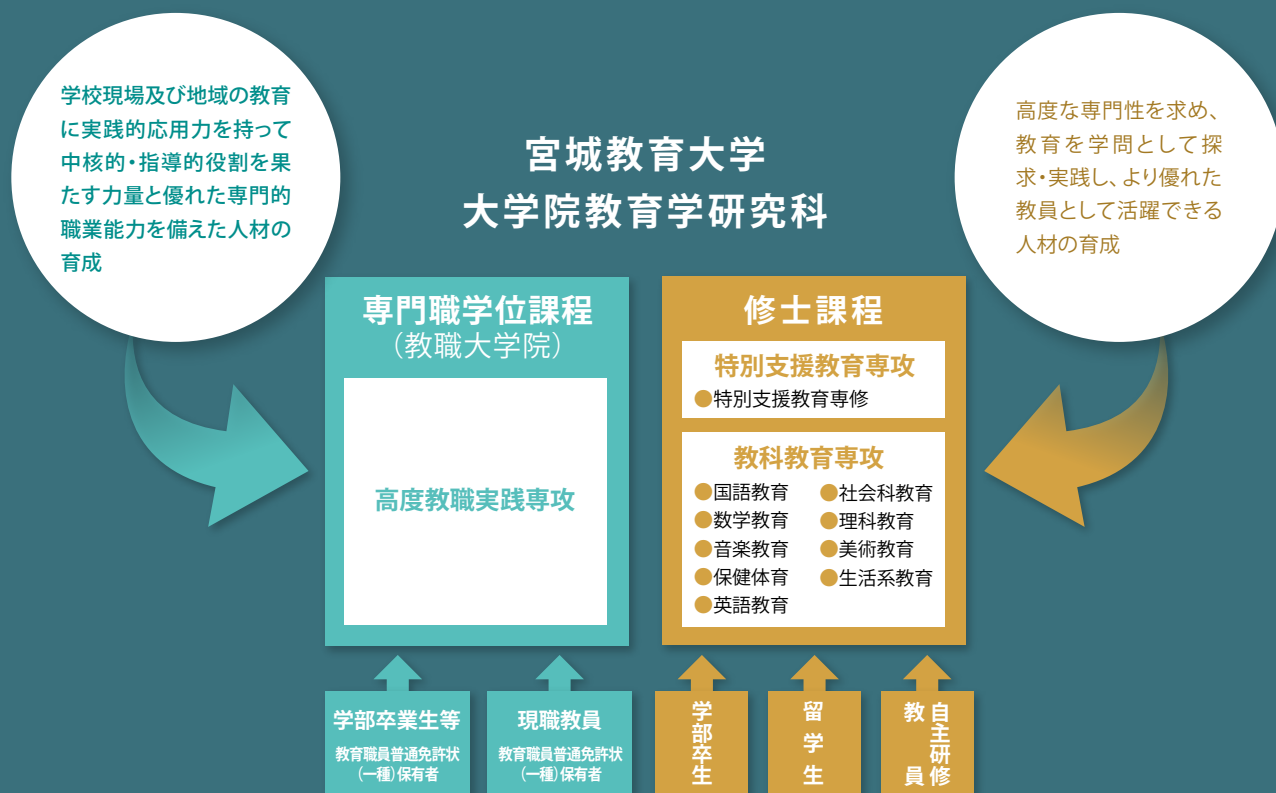 学校現場及び地域の教育
に実践的応用力を持って
中核的・指導的役割を果
たす力量と優れた専門的
職業能力を備えた人材の
育成
宮城教育大学
大学院教育学研究科
高度な専門性を求め、
教育を学問として探
求・実践し、より優れた
教員として活躍できる
人材の育成
専門職学位課程
（教職大学院）
高度教職実践専攻
修士課程
特別支援教育専攻
●特別支援教育専修
教科教育専攻
●国語教育
●数学教育
●音楽教育
●保健体育
●英語教育
●社会科教育
●理科教育
●美術教育
●生活系教育
学部卒業生等
教育職員普通免許状
（一種）保有者
現職教員
教育職員普通免許状
（一種）保有者
学部卒生
留学生
自主研修
教員